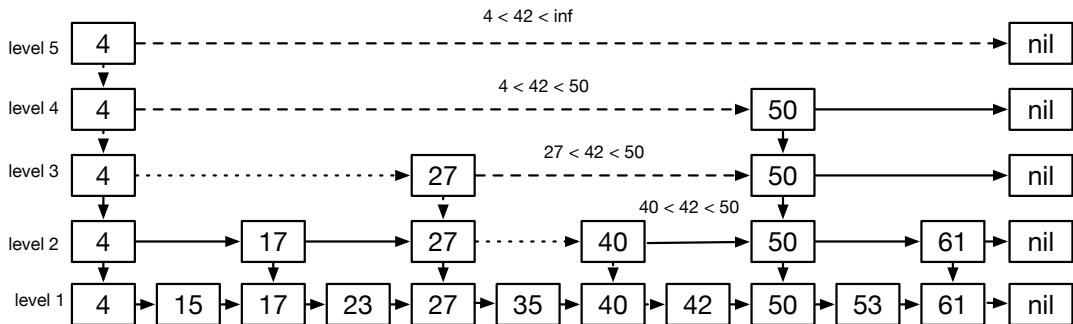 4 < 42 < inf
level 5 4 nil
4 < 42 < 50
level 4 4 50 nil
27 < 42 < 50
level 3 4 27 50 nil
40 < 42 < 50
level 2 4 17 27 40 50 61 nil
level 1 4 15 17 23 27 35 40 42 50 53 61 nil